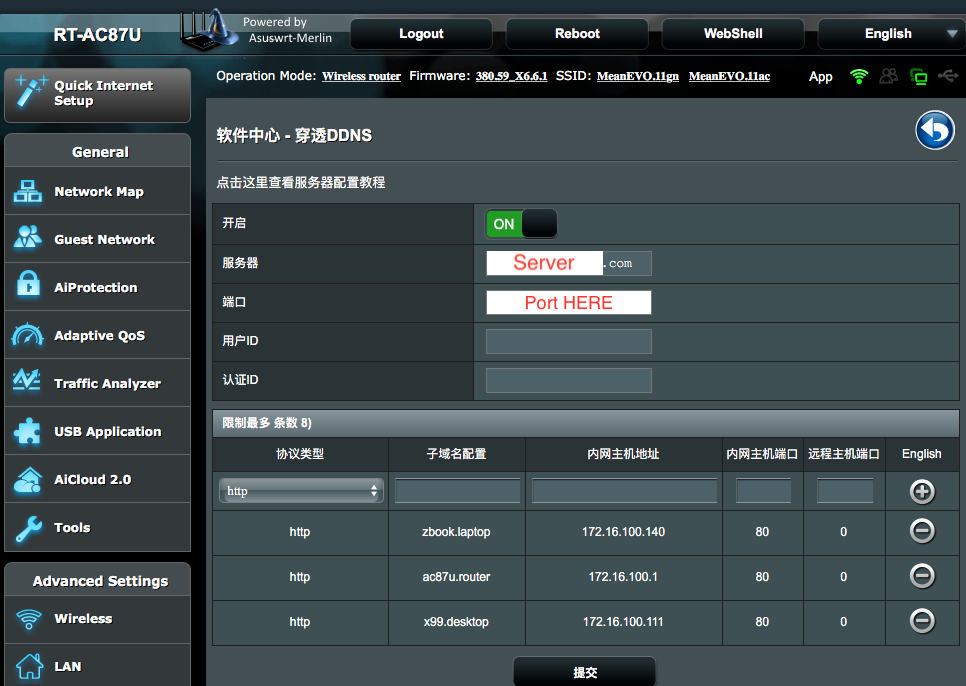 RT-AC87U
Powered by
Asuswrt-Merlin
Logout
Reboot
WebShell
English
Operation Mode: Wireless router Firmware: 380.59_X6.6.1 SSID: MeanEVO.11gn MeanEVO.11ac
App
Quick Internet
Setup
General
Network Map
Guest Network
AiProtection
Adaptive QoS
Traffic Analyzer
USB Application
AiCloud 2.0
Tools
Advanced Settings
Wireless
LAN
软件中心 - 穿透DDNS
点击这里查看服务器配置教程
开启 ON
服务器 Server .com
端口 Port HERE
用户ID
认证ID
限制最多 条数 8)
协议类型 子域名配置 内网主机地址 内网主机端口 远程主机端口 English
http
http zbook.laptop 172.16.100.140 80 0
http ac87u.router 172.16.100.1 80 0
http x99.desktop 172.16.100.111 80 0
提交